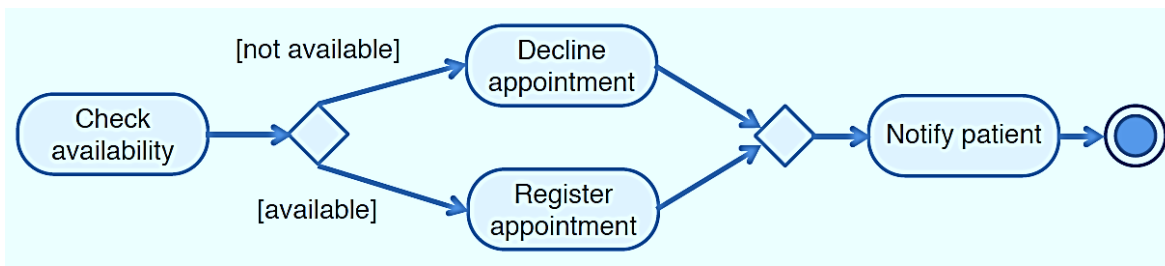 Check
availability
[not available]
Decline
appointment
[available]
Register
appointment
Notify patient